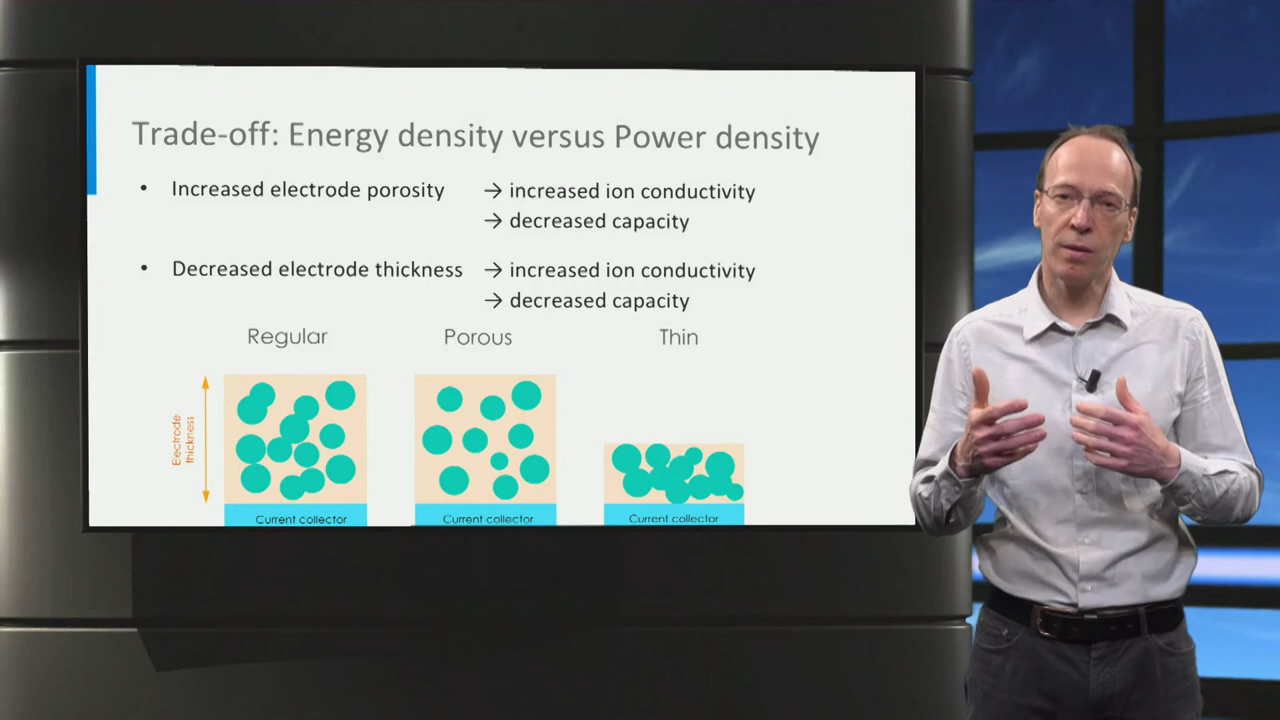 Trade-off: Energy density versus Power density
• Increased electrode porosity → increased ion conductivity
→ decreased capacity
• Decreased electrode thickness → increased ion conductivity
→ decreased capacity
Regular Porous Thin
Electrode
thickness
Current collector Current collector Current collector